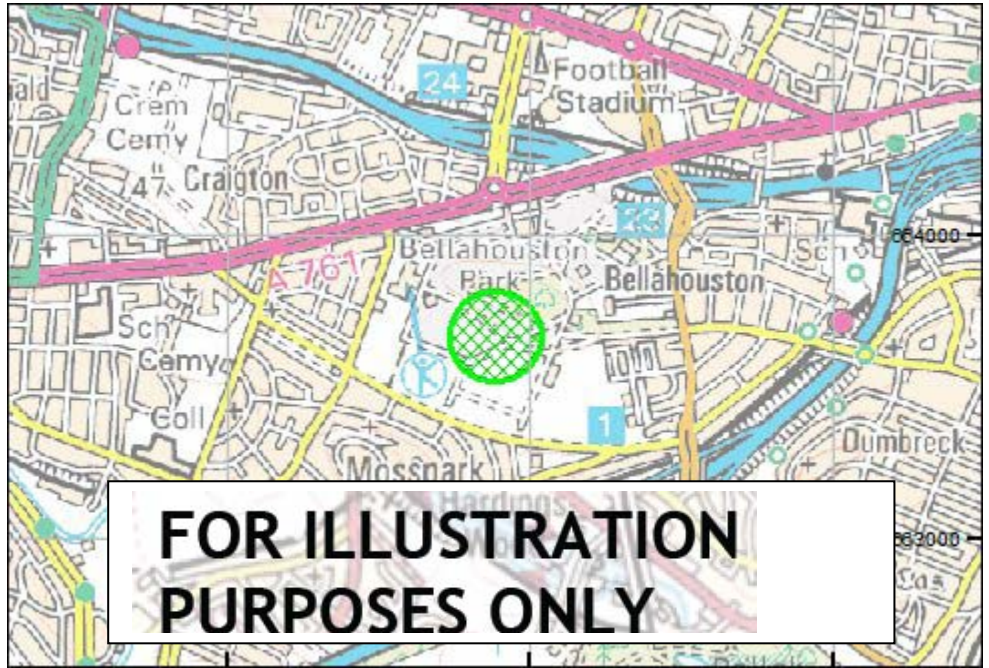 24
Football
Stadium
Crem
Cemy
47
Craigton
23
664000
Bellahouston
Park
Bellahouston
Sch
A 761
Sch
Cemy
Coll
1
Dumbreck
Mosspark
FOR ILLUSTRATION
PURPOSES ONLY
663000